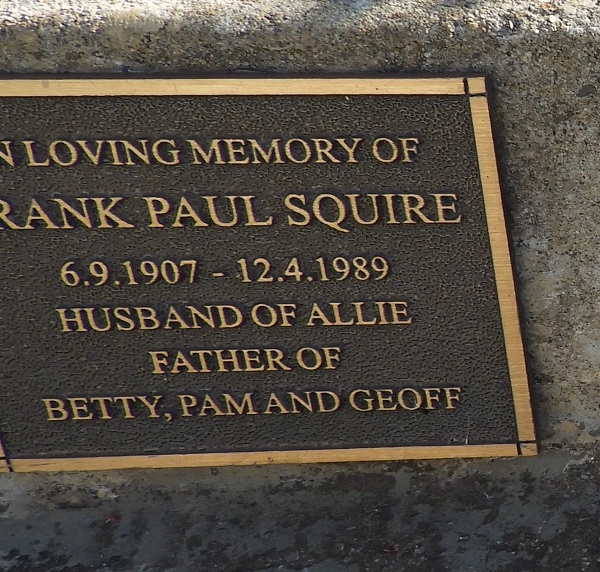 N LOVING MEMORY OF
RANK PAUL SQUIRE
6.9.1907 - 12.4.1989
HUSBAND OF ALLIE
FATHER OF
BETTY, PAM AND GEOFF